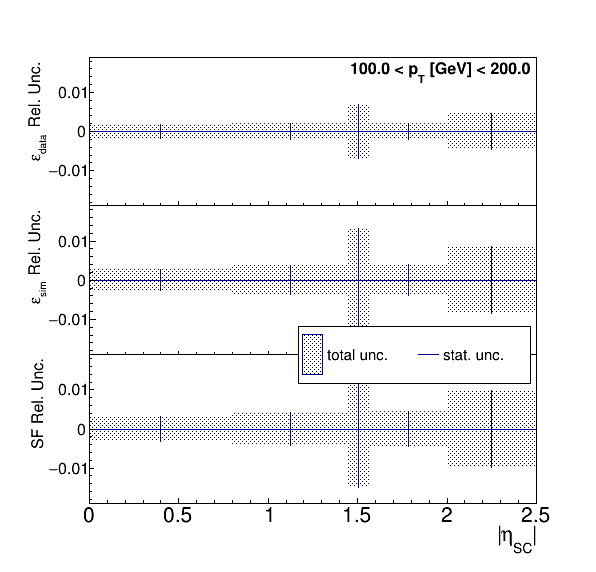 100.0 < p_T [GeV] < 200.0
ε_data Rel. Unc.
0.01
0
−0.01
ε_sim Rel. Unc.
0.01
0
−0.01
total unc. stat. unc.
SF Rel. Unc.
0.01
0
−0.01
0 0.5 1 1.5 2 2.5
|η_SC|